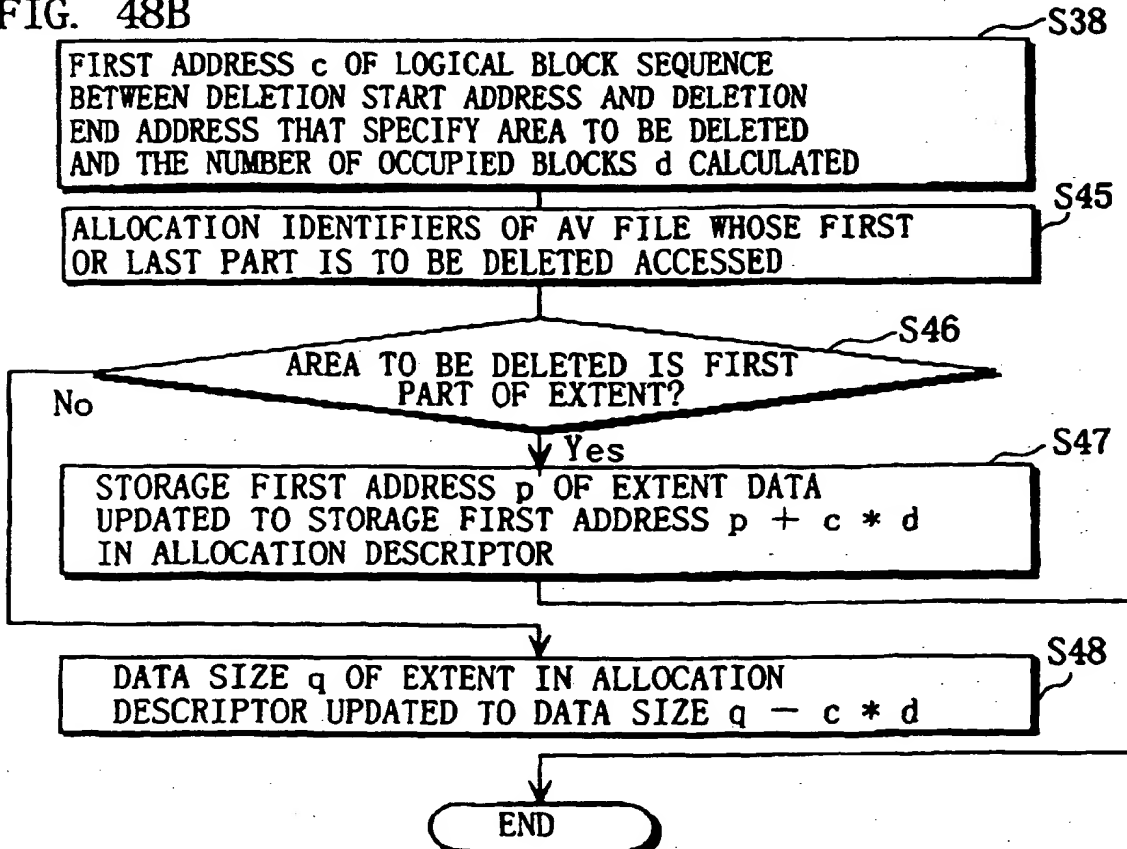 FIG. 48B
S38
FIRST ADDRESS c OF LOGICAL BLOCK SEQUENCE
BETWEEN DELETION START ADDRESS AND DELETION
END ADDRESS THAT SPECIFY AREA TO BE DELETED
AND THE NUMBER OF OCCUPIED BLOCKS d CALCULATED
S45
ALLOCATION IDENTIFIERS OF AV FILE WHOSE FIRST
OR LAST PART IS TO BE DELETED ACCESSED
S46
AREA TO BE DELETED IS FIRST
PART OF EXTENT?
No
Yes
S47
STORAGE FIRST ADDRESS p OF EXTENT DATA
UPDATED TO STORAGE FIRST ADDRESS p + c * d
IN ALLOCATION DESCRIPTOR
S48
DATA SIZE q OF EXTENT IN ALLOCATION
DESCRIPTOR UPDATED TO DATA SIZE q － c * d
END